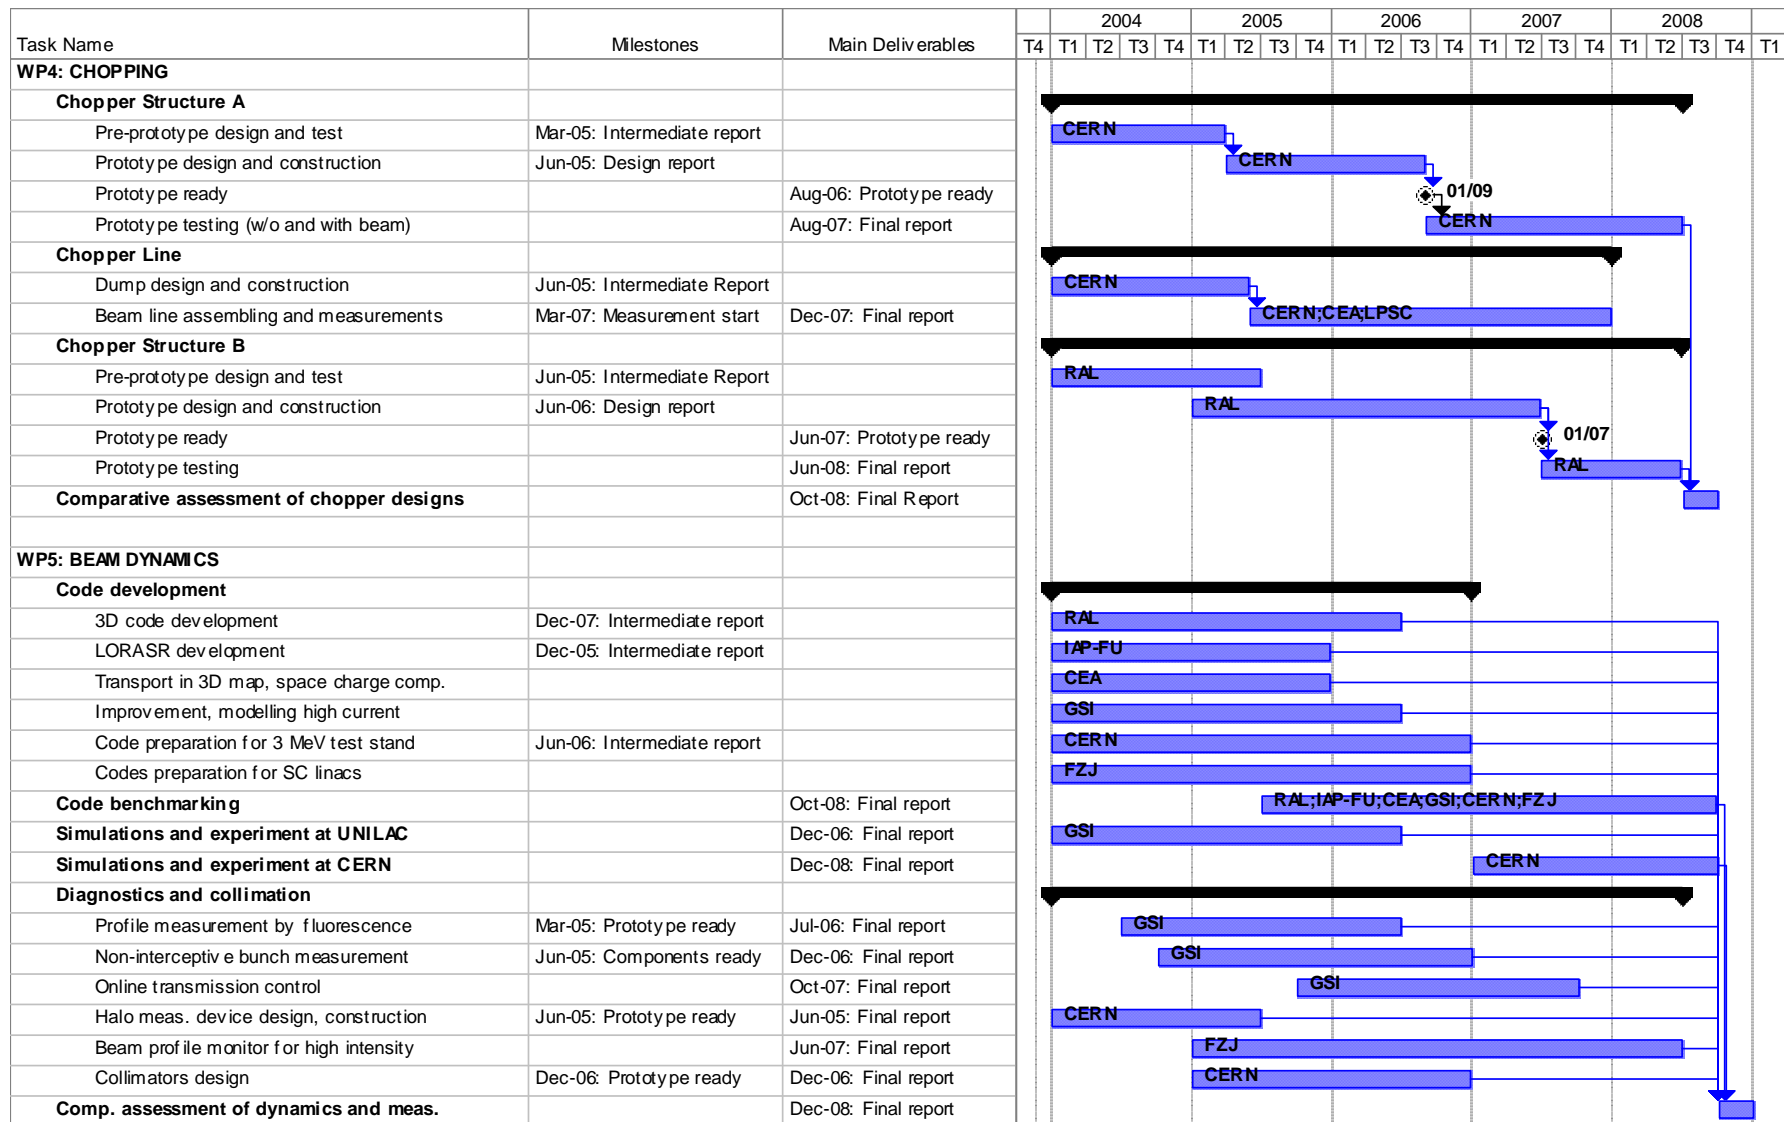 2004 2005 2006 2007 2008
Task Name Milestones Main Deliverables T4 T1 T2 T3 T4 T1 T2 T3 T4 T1 T2 T3 T4 T1 T2 T3 T4 T1 T2 T3 T4 T1
WP4: CHOPPING
Chopper Structure A
Pre-prototype design and test Mar-05: Intermediate report CERN
Prototype design and construction Jun-05: Design report CERN
Prototype ready Aug-06: Prototype ready 01/09
Prototype testing (w/o and with beam) Aug-07: Final report CERN
Chopper Line
Dump design and construction Jun-05: Intermediate Report CERN
Beam line assembling and measurements Mar-07: Measurement start Dec-07: Final report CERN;CEA;LPSC
Chopper Structure B
Pre-prototype design and test Jun-05: Intermediate Report RAL
Prototype design and construction Jun-06: Design report RAL
Prototype ready Jun-07: Prototype ready 01/07
Prototype testing Jun-08: Final report RAL
Comparative assessment of chopper designs Oct-08: Final Report
WP5: BEAM DYNAMICS
Code development
3D code development Dec-07: Intermediate report RAL
LORASR development Dec-05: Intermediate report IAP-FU
Transport in 3D map, space charge comp. CEA
Improvement, modelling high current GSI
Code preparation for 3 MeV test stand Jun-06: Intermediate report CERN
Codes preparation for SC linacs FZJ
Code benchmarking Oct-08: Final report RAL;IAP-FU;CEA;GSI;CERN;FZJ
Simulations and experiment at UNILAC Dec-06: Final report GSI
Simulations and experiment at CERN Dec-08: Final report CERN
Diagnostics and collimation
Profile measurement by fluorescence Mar-05: Prototype ready Jul-06: Final report GSI
Non-interceptive bunch measurement Jun-05: Components ready Dec-06: Final report GSI
Online transmission control Oct-07: Final report GSI
Halo meas. device design, construction Jun-05: Prototype ready Jun-05: Final report CERN
Beam profile monitor for high intensity Jun-07: Final report FZJ
Collimators design Dec-06: Prototype ready Dec-06: Final report CERN
Comp. assessment of dynamics and meas. Dec-08: Final report